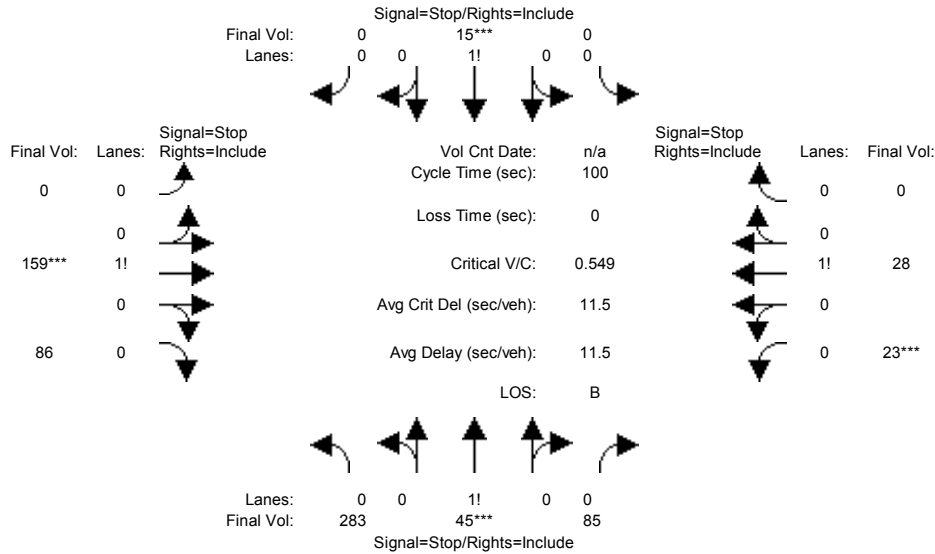 Signal=Stop/Rights=Include
Final Vol: 0 15*** 0
Lanes: 0 0 1! 0 0
Signal=Stop Signal=Stop
Final Vol: Lanes: Rights=Include Vol Cnt Date: n/a Rights=Include Lanes: Final Vol:
Cycle Time (sec): 100
0 0 0 0
Loss Time (sec): 0
0 0
159*** 1! Critical V/C: 0.549 1! 28
0 Avg Crit Del (sec/veh): 11.5 0
86 0 Avg Delay (sec/veh): 11.5 0 23***
LOS: B
Lanes: 0 0 1! 0 0
Final Vol: 283 45*** 85
Signal=Stop/Rights=Include